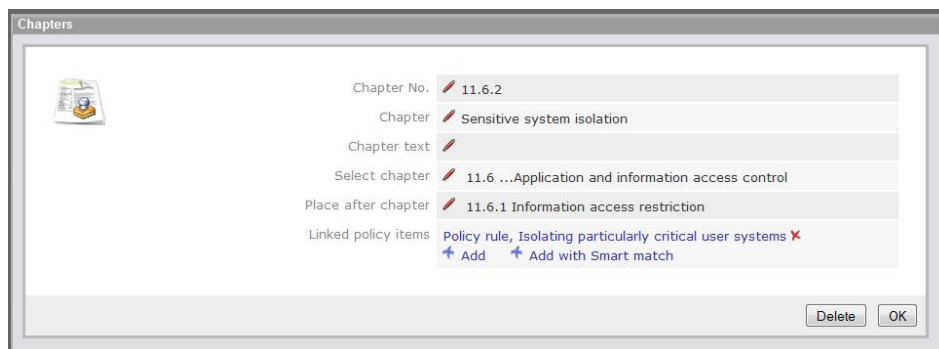 Chapters
Chapter No. 11.6.2
Chapter Sensitive system isolation
Chapter text
Select chapter 11.6 ...Application and information access control
Place after chapter 11.6.1 Information access restriction
Linked policy items Policy rule, Isolating particularly critical user systems
Add Add with Smart match
Delete OK